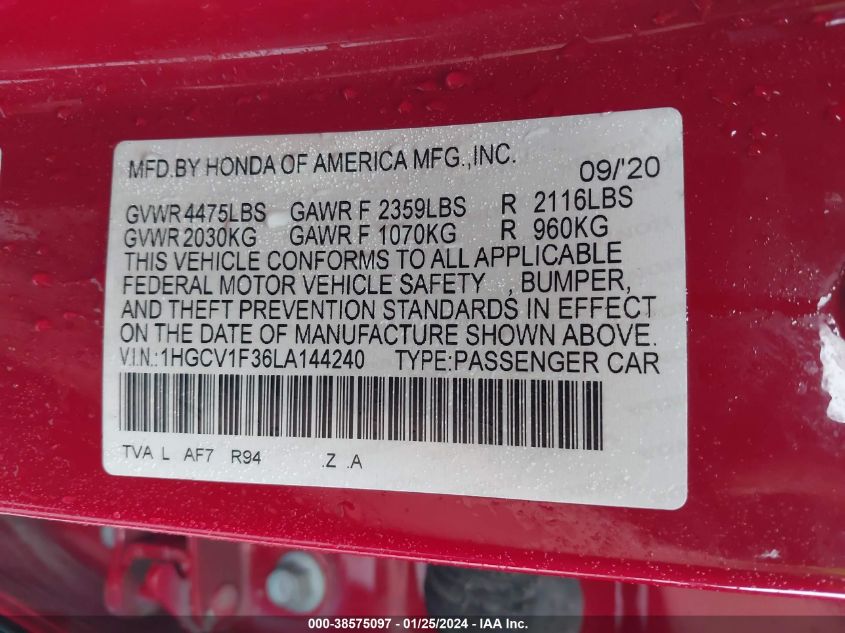 MFD.BY HONDA OF AMERICA MFG.,INC. 09/'20
GVWR 4475LBS GAWR F 2359LBS R 2116LBS
GVWR 2030KG GAWR F 1070KG R 960KG
THIS VEHICLE CONFORMS TO ALL APPLICABLE
FEDERAL MOTOR VEHICLE SAFETY , BUMPER,
AND THEFT PREVENTION STANDARDS IN EFFECT
ON THE DATE OF MANUFACTURE SHOWN ABOVE.
V.I.N.:1HGCV1F36LA144240 TYPE:PASSENGER CAR
TVA L AF7 R94 .Z .A
000-38575097 - 01/25/2024 - IAA Inc.